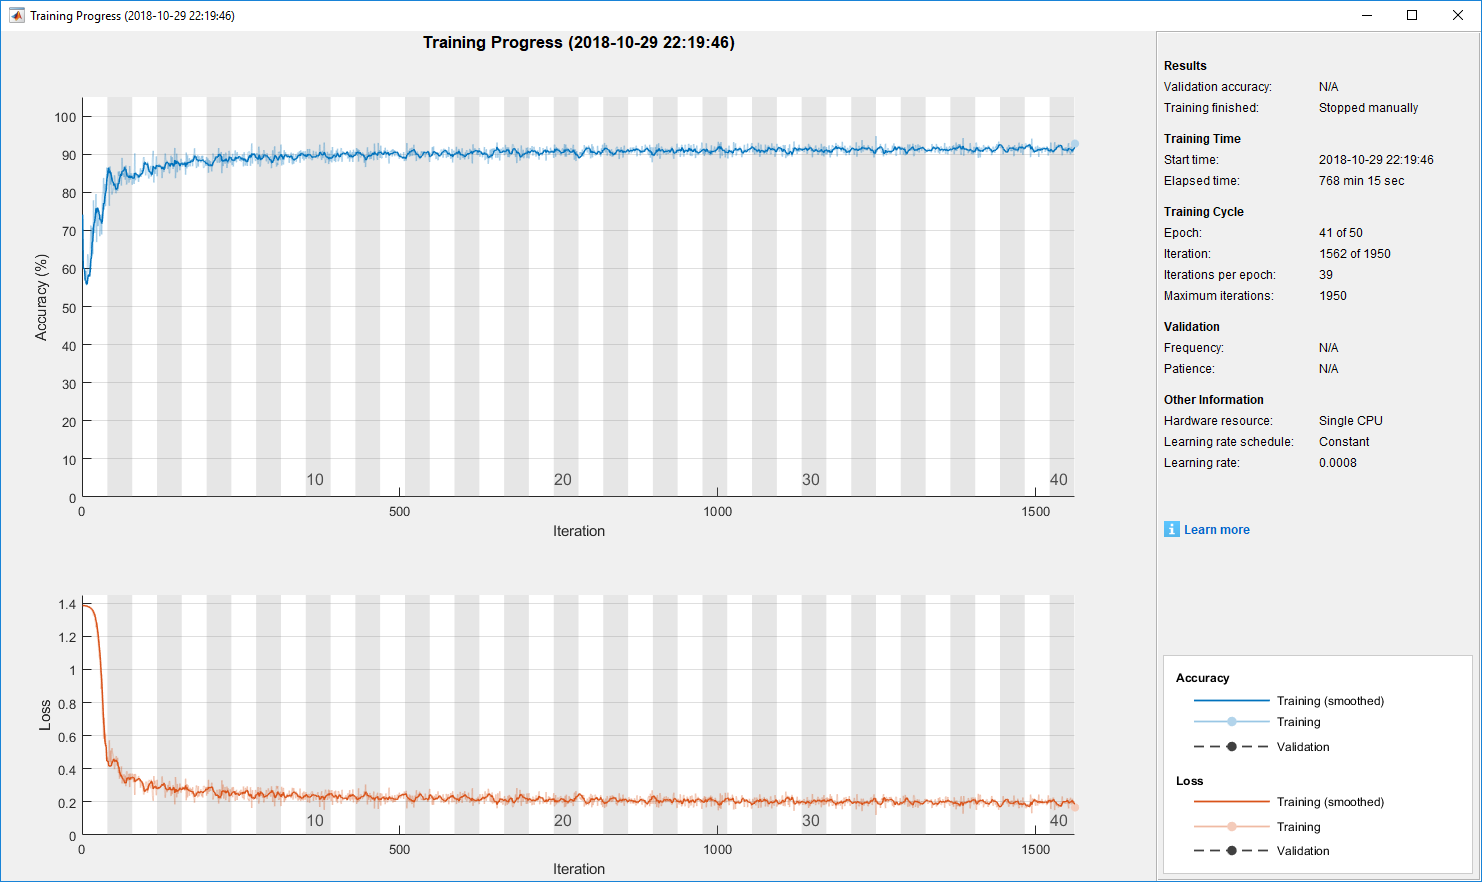 Training Progress (2018-10-29 22:19:46)
Training Progress (2018-10-29 22:19:46)
100
90
80
70
60
50
40
30
20
10
0
Accuracy (%)
10 20 30 40
0 500 1000 1500
Iteration
1.4
1.2
1
0.8
0.6
0.4
0.2
0
Loss
10 20 30 40
0 500 1000 1500
Iteration
Results
Validation accuracy: N/A
Training finished: Stopped manually
Training Time
Start time: 2018-10-29 22:19:46
Elapsed time: 768 min 15 sec
Training Cycle
Epoch: 41 of 50
Iteration: 1562 of 1950
Iterations per epoch: 39
Maximum iterations: 1950
Validation
Frequency: N/A
Patience: N/A
Other Information
Hardware resource: Single CPU
Learning rate schedule: Constant
Learning rate: 0.0008
i Learn more
Accuracy
Training (smoothed)
Training
Validation
Loss
Training (smoothed)
Training
Validation